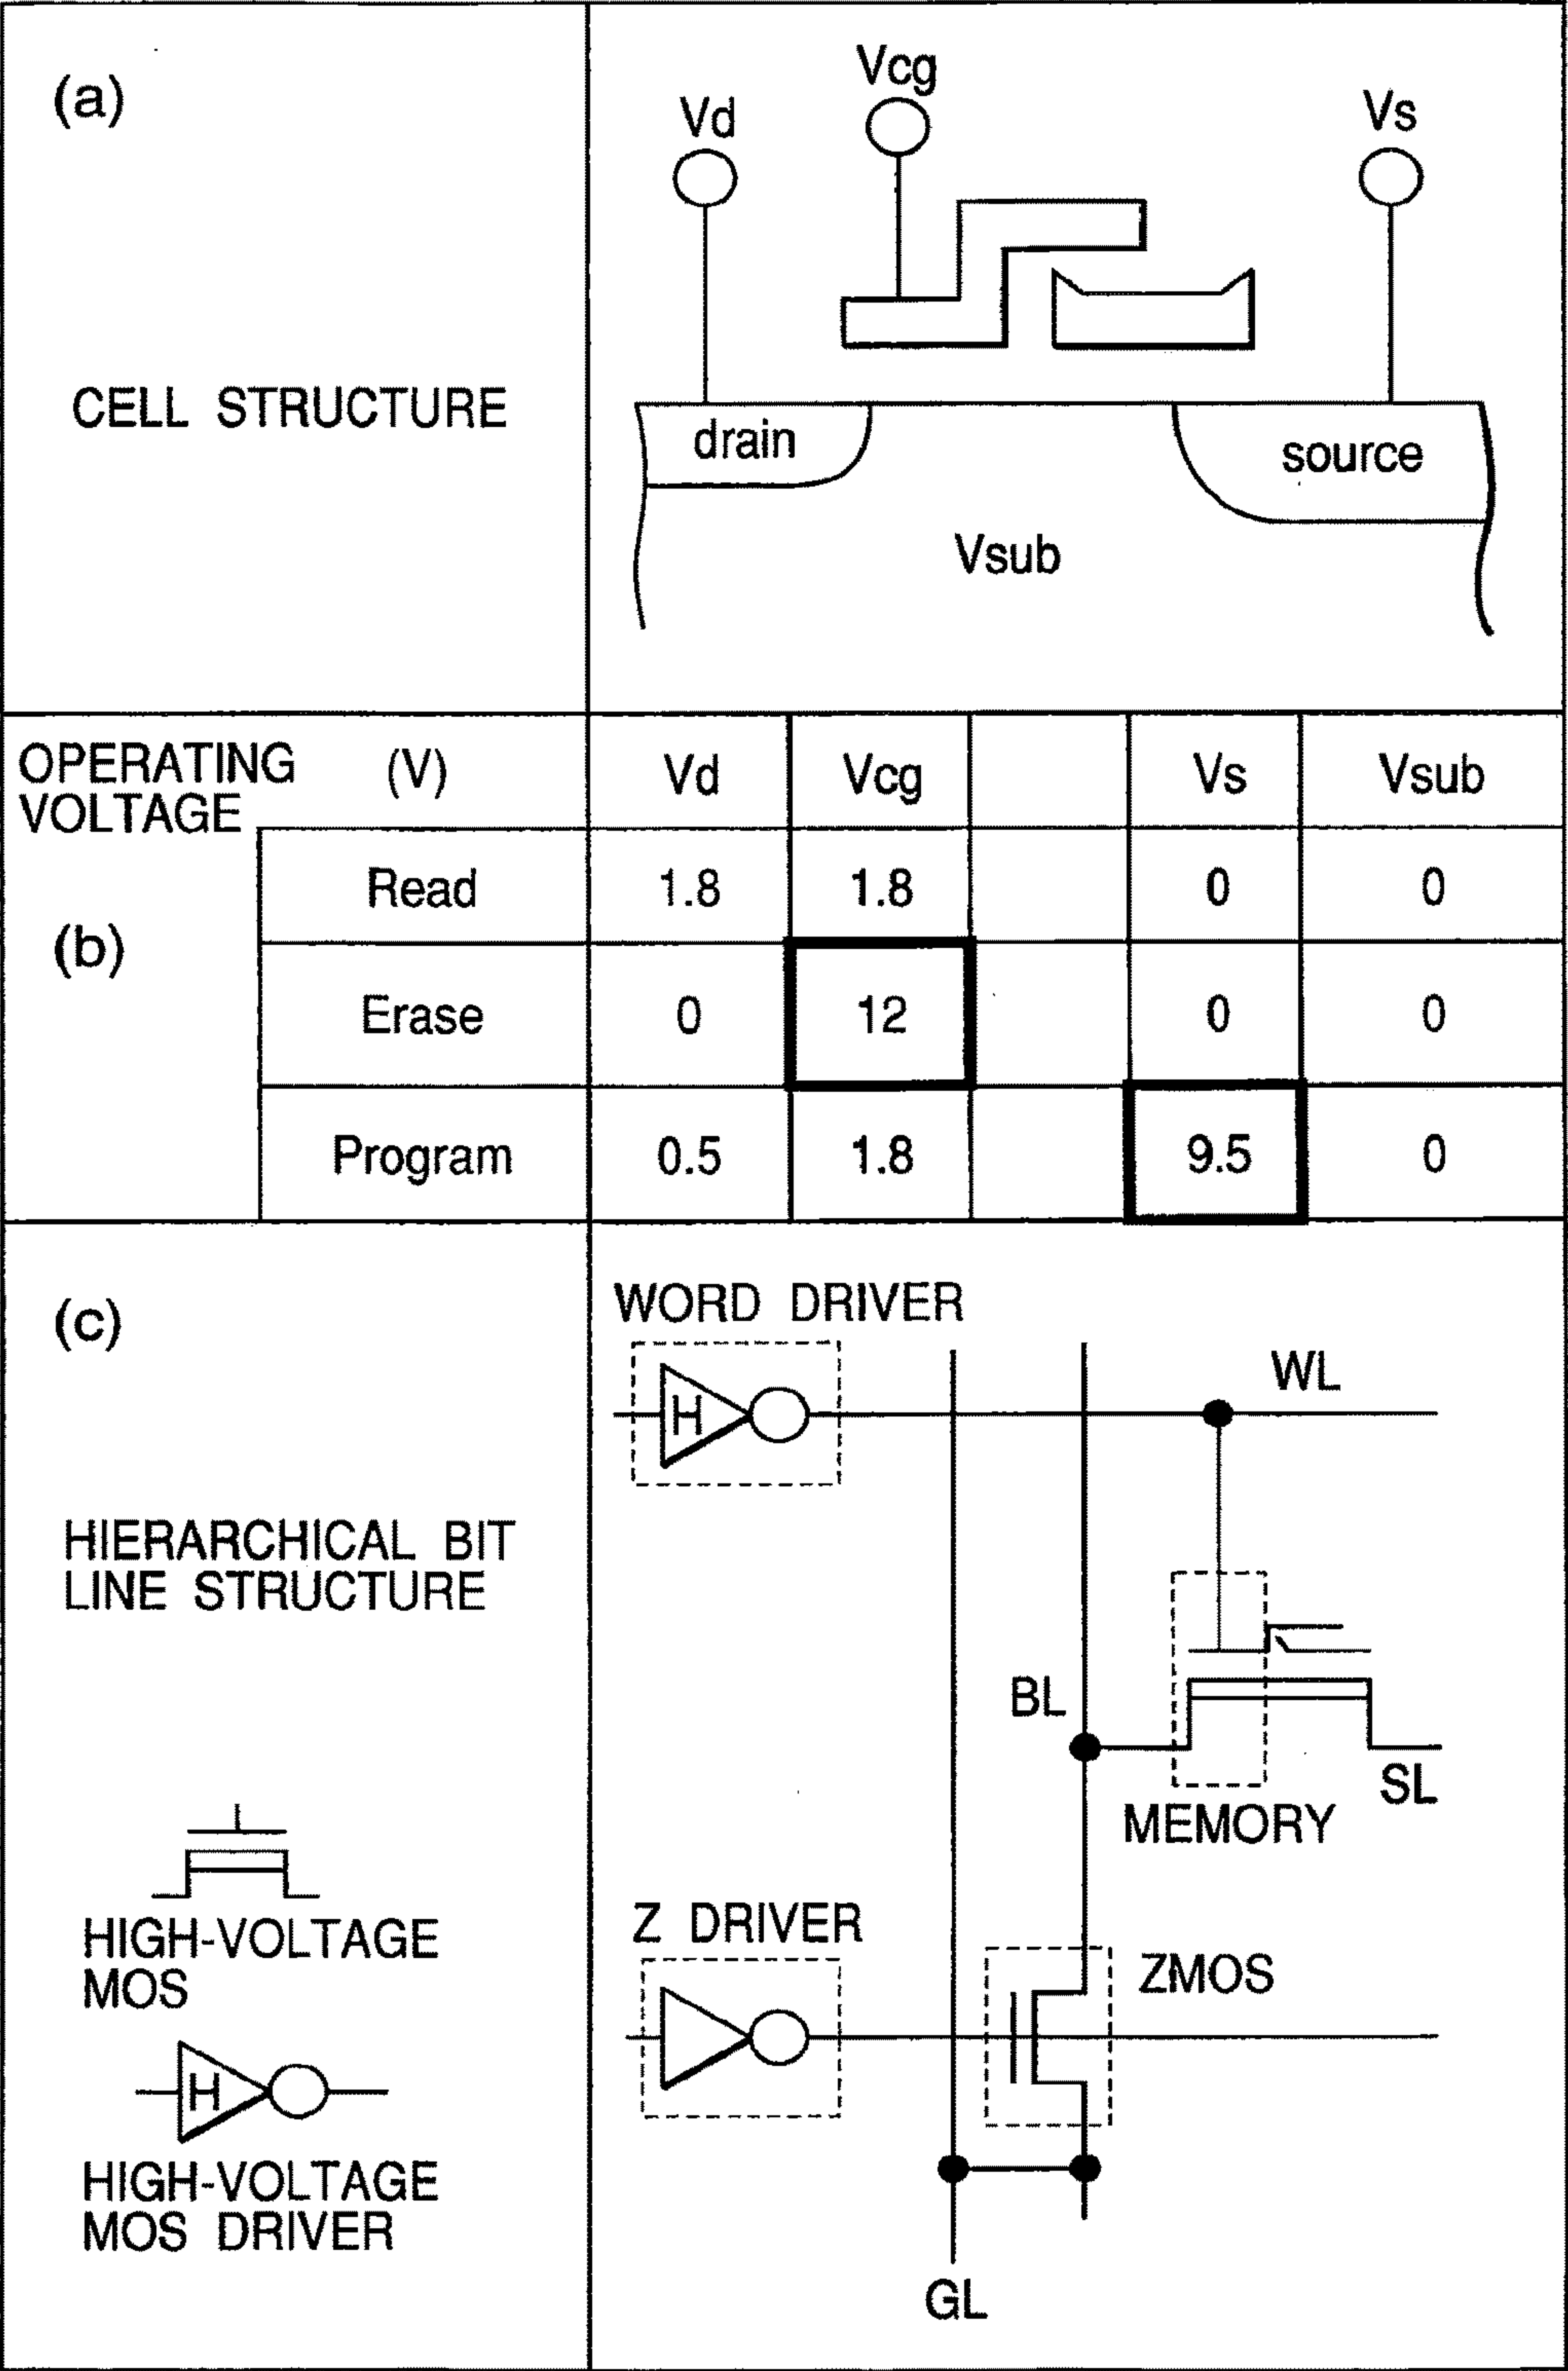 (a)
CELL STRUCTURE
Vd
Vcg
Vs
drain
source
Vsub
OPERATING
VOLTAGE
(V) Vd Vcg Vs Vsub
(b)
Read 1.8 1.8 0 0
Erase 0 12 0 0
Program 0.5 1.8 9.5 0
(c)
HIERARCHICAL BIT
LINE STRUCTURE
HIGH-VOLTAGE
MOS
H
HIGH-VOLTAGE
MOS DRIVER
WORD DRIVER
H
WL
BL
SL
MEMORY
Z DRIVER
ZMOS
GL